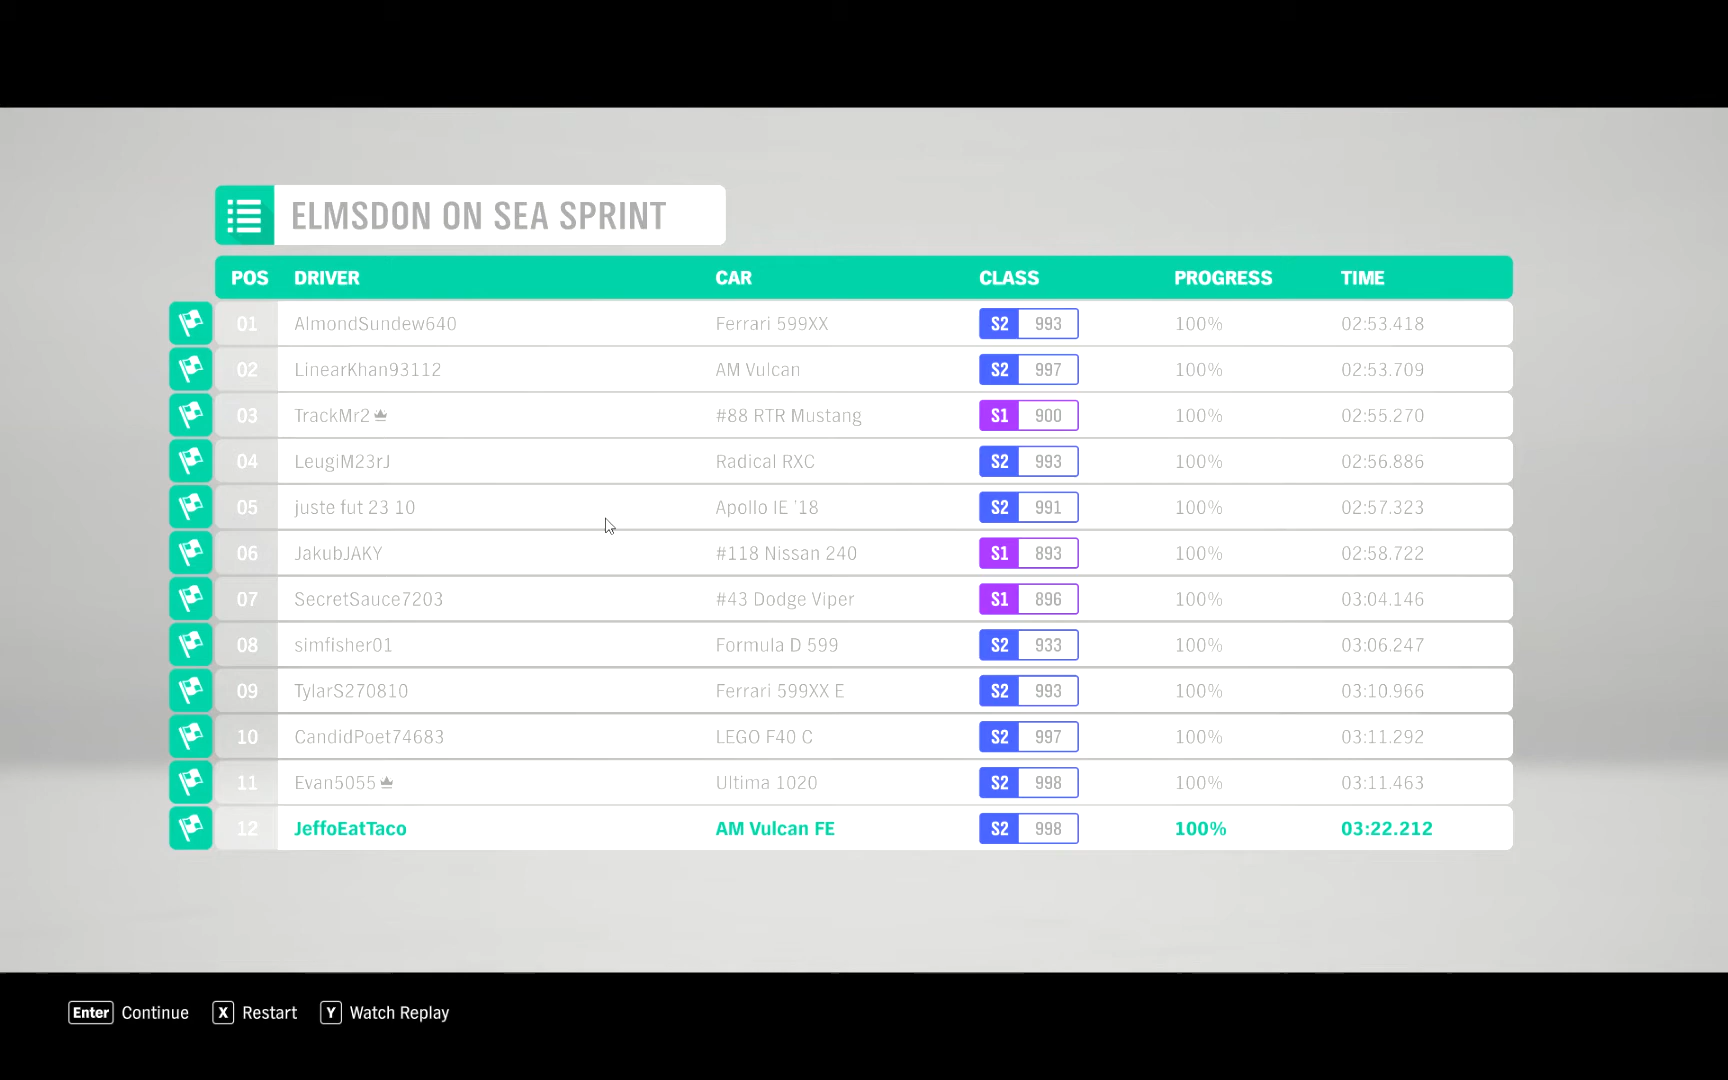 ELMSDON ON SEA SPRINT
POS DRIVER CAR CLASS PROGRESS TIME
01 AlmondSundew640 Ferrari 599XX S2 993 100% 02:53.418
02 LinearKhan93112 AM Vulcan S2 997 100% 02:53.709
03 TrackMr2 #88 RTR Mustang S1 900 100% 02:55.270
04 LeugiM23rJ Radical RXC S2 993 100% 02:56.886
05 juste fut 23 10 Apollo IE '18 S2 991 100% 02:57.323
06 JakubJAKY #118 Nissan 240 S1 893 100% 02:58.722
07 SecretSauce7203 #43 Dodge Viper S1 896 100% 03:04.146
08 simfisher01 Formula D 599 S2 933 100% 03:06.247
09 TylarS270810 Ferrari 599XX E S2 993 100% 03:10.966
10 CandidPoet74683 LEGO F40 C S2 997 100% 03:11.292
11 Evan5055 Ultima 1020 S2 998 100% 03:11.463
12 JeffoEatTaco AM Vulcan FE S2 998 100% 03:22.212
Enter Continue X Restart Y Watch Replay